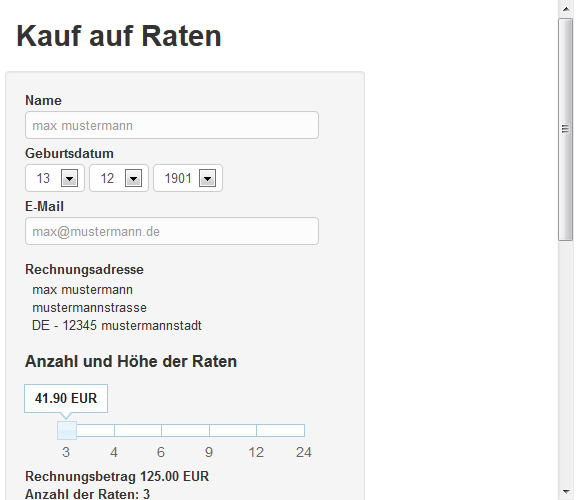 Kauf auf Raten
Name
max mustermann
Geburtsdatum
13 12 1901
E-Mail
max@mustermann.de
Rechnungsadresse
max mustermann
mustermannstrasse
DE - 12345 mustermannstadt
Anzahl und Höhe der Raten
41.90 EUR
3 4 6 9 12 24
Rechnungsbetrag 125.00 EUR
Anzahl der Raten: 3